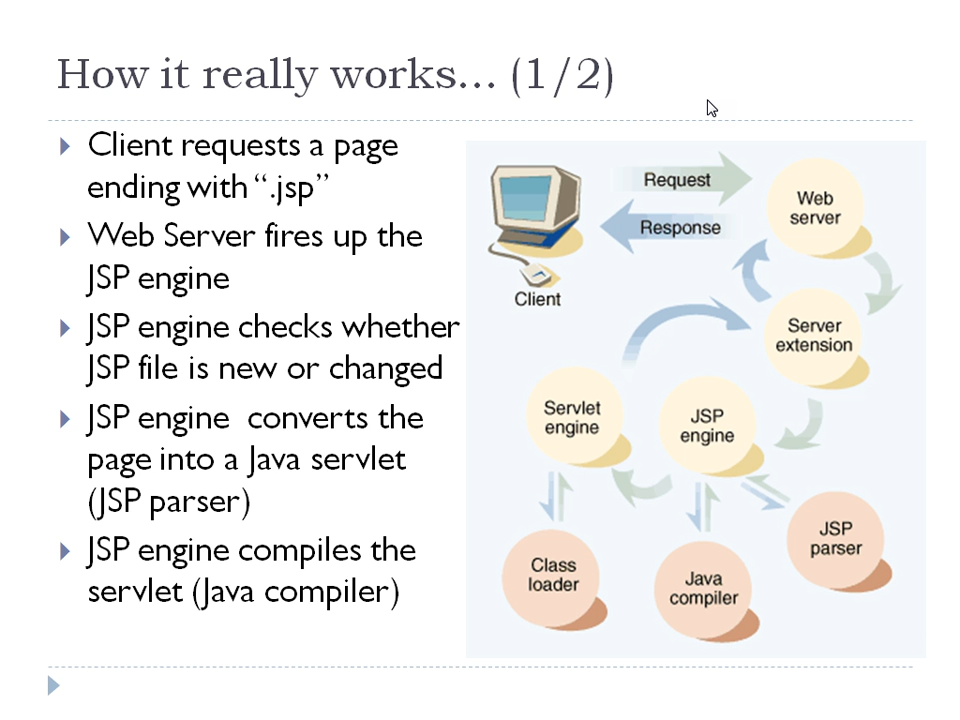 How it really works... (1/2)
Client requests a page
ending with “.jsp”
Web Server fires up the
JSP engine
JSP engine checks whether
JSP file is new or changed
JSP engine  converts the
page into a Java servlet
(JSP parser)
JSP engine compiles the
servlet (Java compiler)
Request
Response
Client
Web
server
Server
extension
Servlet
engine
JSP
engine
Class
loader
Java
compiler
JSP
parser